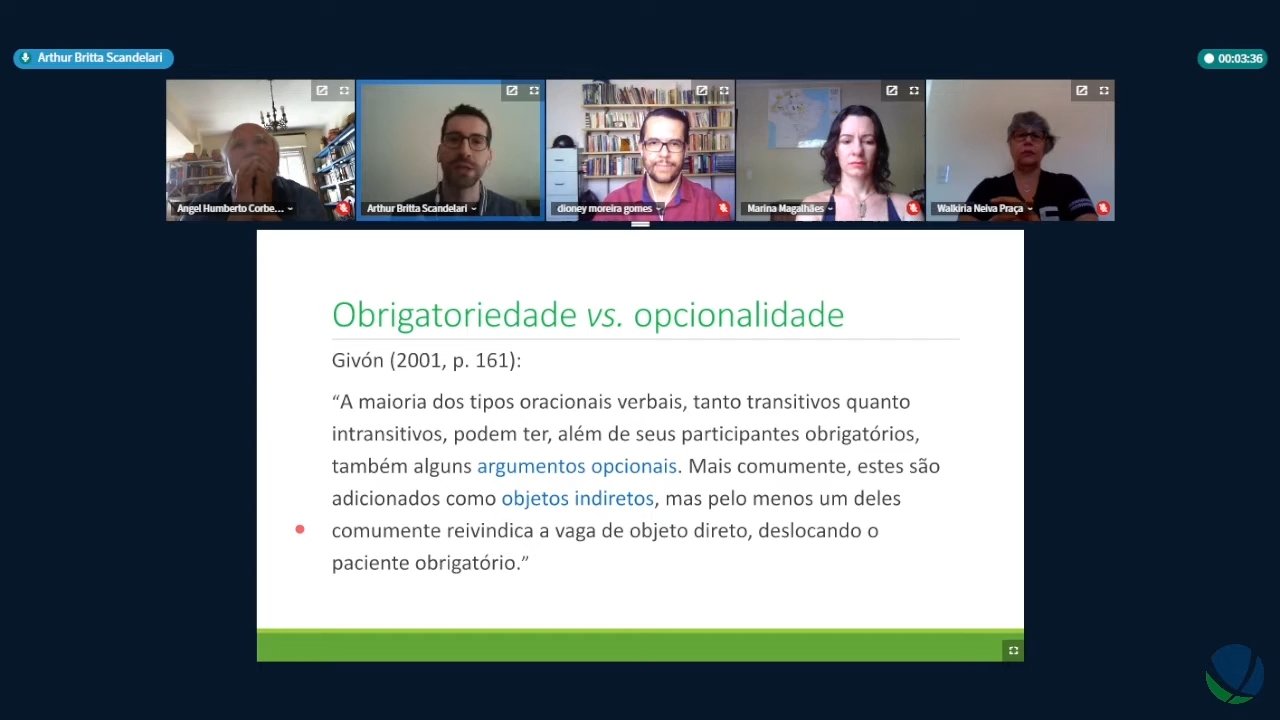 Arthur Britta Scandelari
00:03:36
Angel Humberto Corbe...
Arthur Britta Scandelari
dioney moreira gomes
Marina Magalhães
Walkiria Neiva Praça
Obrigatoriedade vs. opcionalidade
Givón (2001, p. 161):
“A maioria dos tipos oracionais verbais, tanto transitivos quanto
intransitivos, podem ter, além de seus participantes obrigatórios,
também alguns argumentos opcionais. Mais comumente, estes são
adicionados como objetos indiretos, mas pelo menos um deles
comumente reivindica a vaga de objeto direto, deslocando o
paciente obrigatório.”